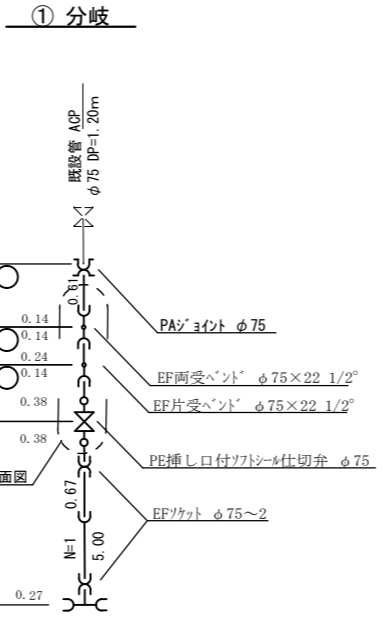 ① 分岐
既設管 ACP
φ75 DP=1.20m
0.61
PAジョイント φ75
0.14
0.14
EF両受ベンド φ75×22 1/2°
0.24
0.14
EF片受ベンド φ75×22 1/2°
0.38
0.38
PE挿し口付ソフトシール仕切弁 φ75
面図
0.67
EFソケット φ75～2
N=1
5.00
0.27